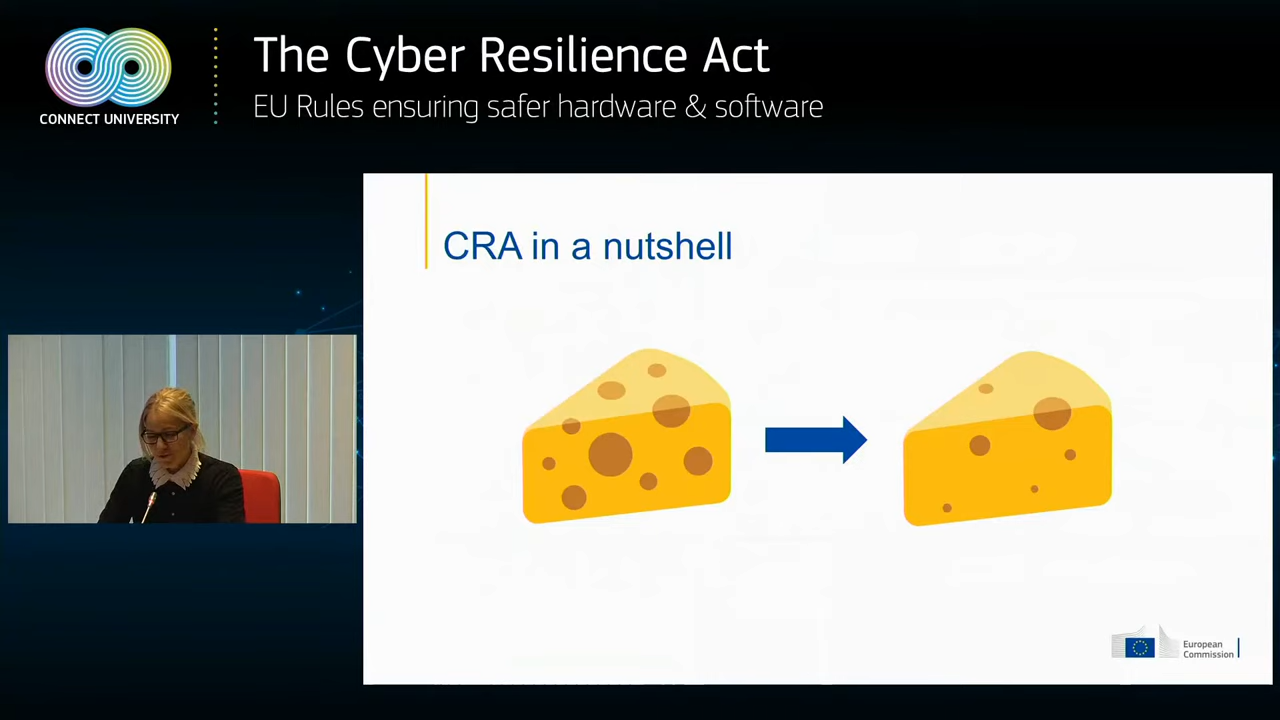 The Cyber Resilience Act
EU Rules ensuring safer hardware & software
CONNECT UNIVERSITY
CRA in a nutshell
European
Commission